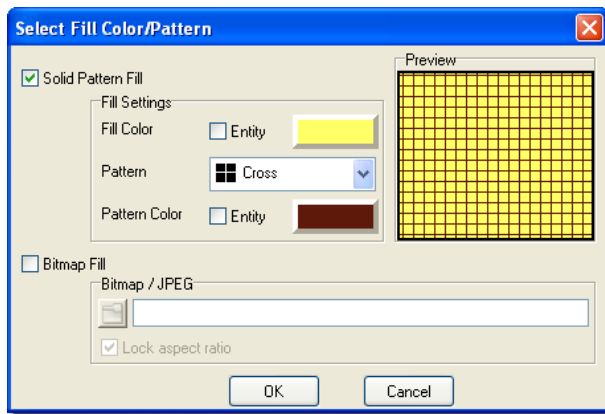 Select Fill Color/Pattern
Preview
Solid Pattern Fill
Fill Settings
Fill Color
Entity
Pattern
Cross
Pattern Color
Entity
Bitmap Fill
Bitmap / JPEG
Lock aspect ratio
OK
Cancel